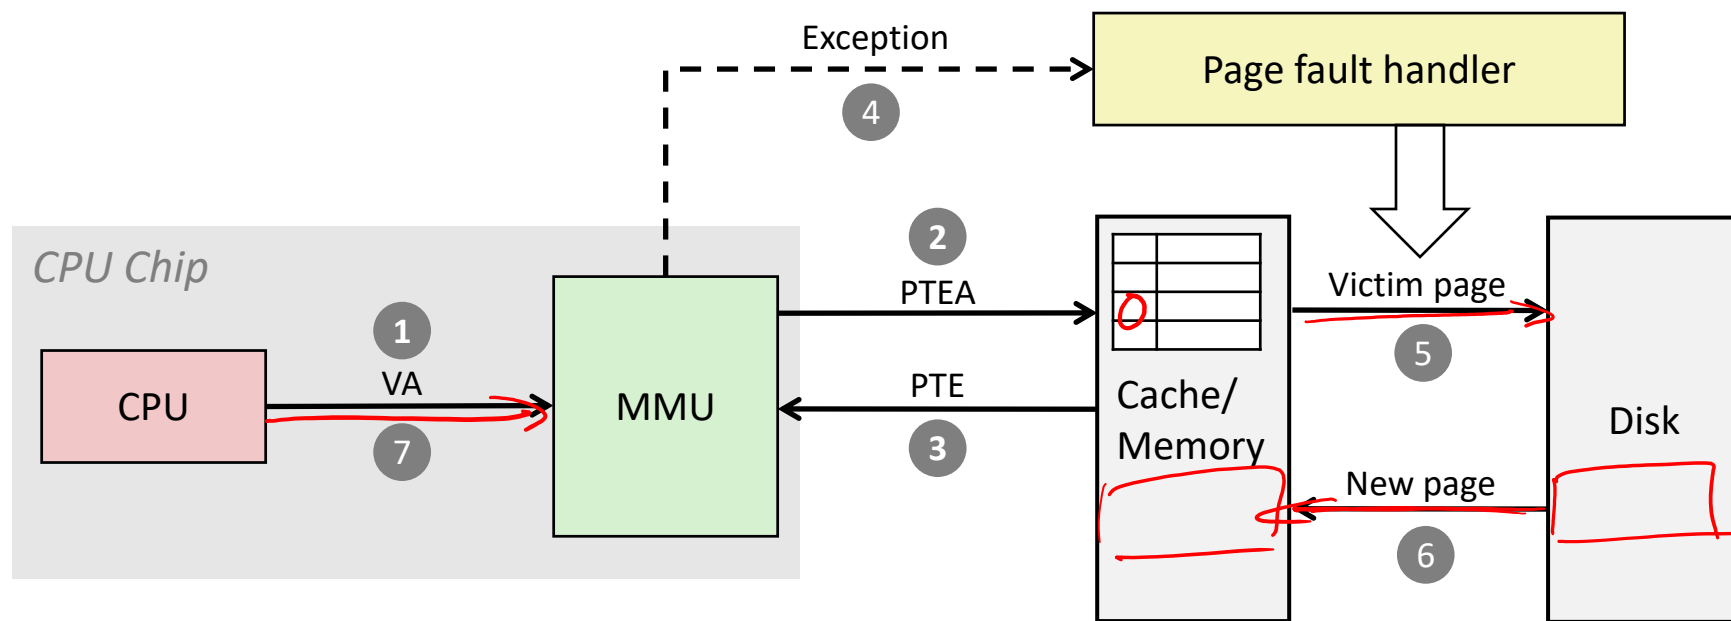 Exception
Page fault handler
4
2
CPU Chip
PTEA
Victim page
1
5
VA
CPU
MMU
PTE
Cache/
Memory
Disk
7
3
New page
6